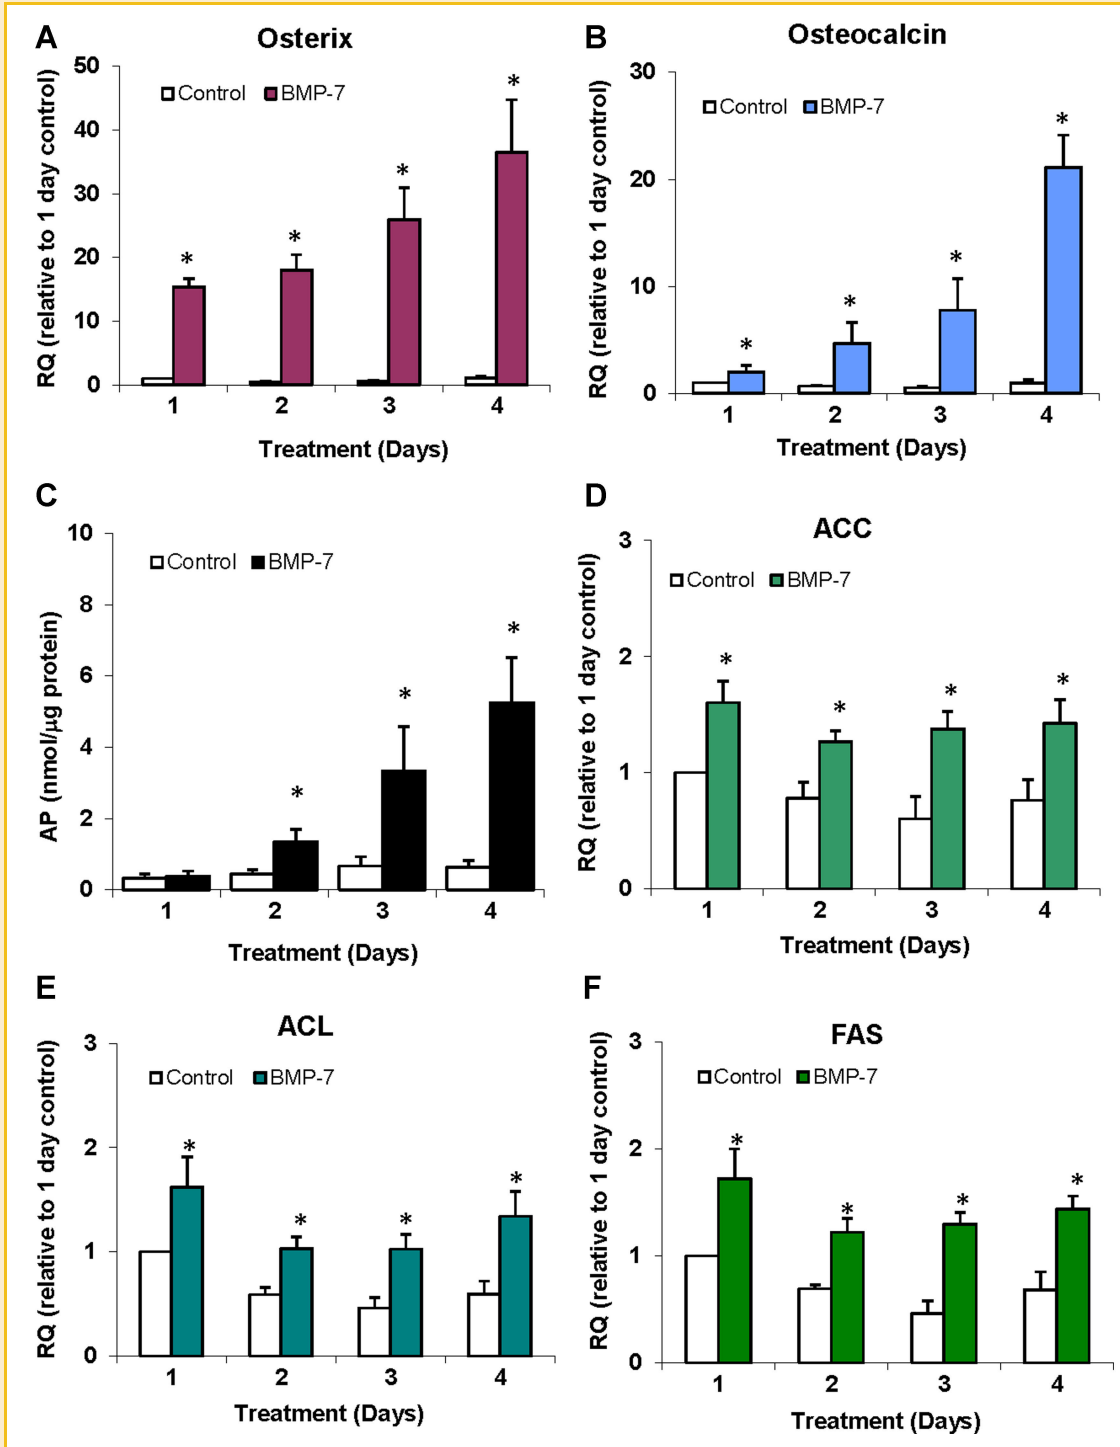 A
Osterix
RQ (relative to 1 day control)
50
40
30
20
10
0
Control
BMP-7
*
*
*
*
1
2
3
4
Treatment (Days)
B
Osteocalcin
RQ (relative to 1 day control)
30
20
10
0
Control
BMP-7
*
*
*
*
1
2
3
4
Treatment (Days)
C
AP (nmol/µg protein)
10
8
6
4
2
0
Control
BMP-7
*
*
*
1
2
3
4
Treatment (Days)
D
ACC
RQ (relative to 1 day control)
3
2
1
0
Control
BMP-7
*
*
*
*
1
2
3
4
Treatment (Days)
E
ACL
RQ (relative to 1 day control)
3
2
1
0
Control
BMP-7
*
*
*
*
1
2
3
4
Treatment (Days)
F
FAS
RQ (relative to 1 day control)
3
2
1
0
Control
BMP-7
*
*
*
*
1
2
3
4
Treatment (Days)